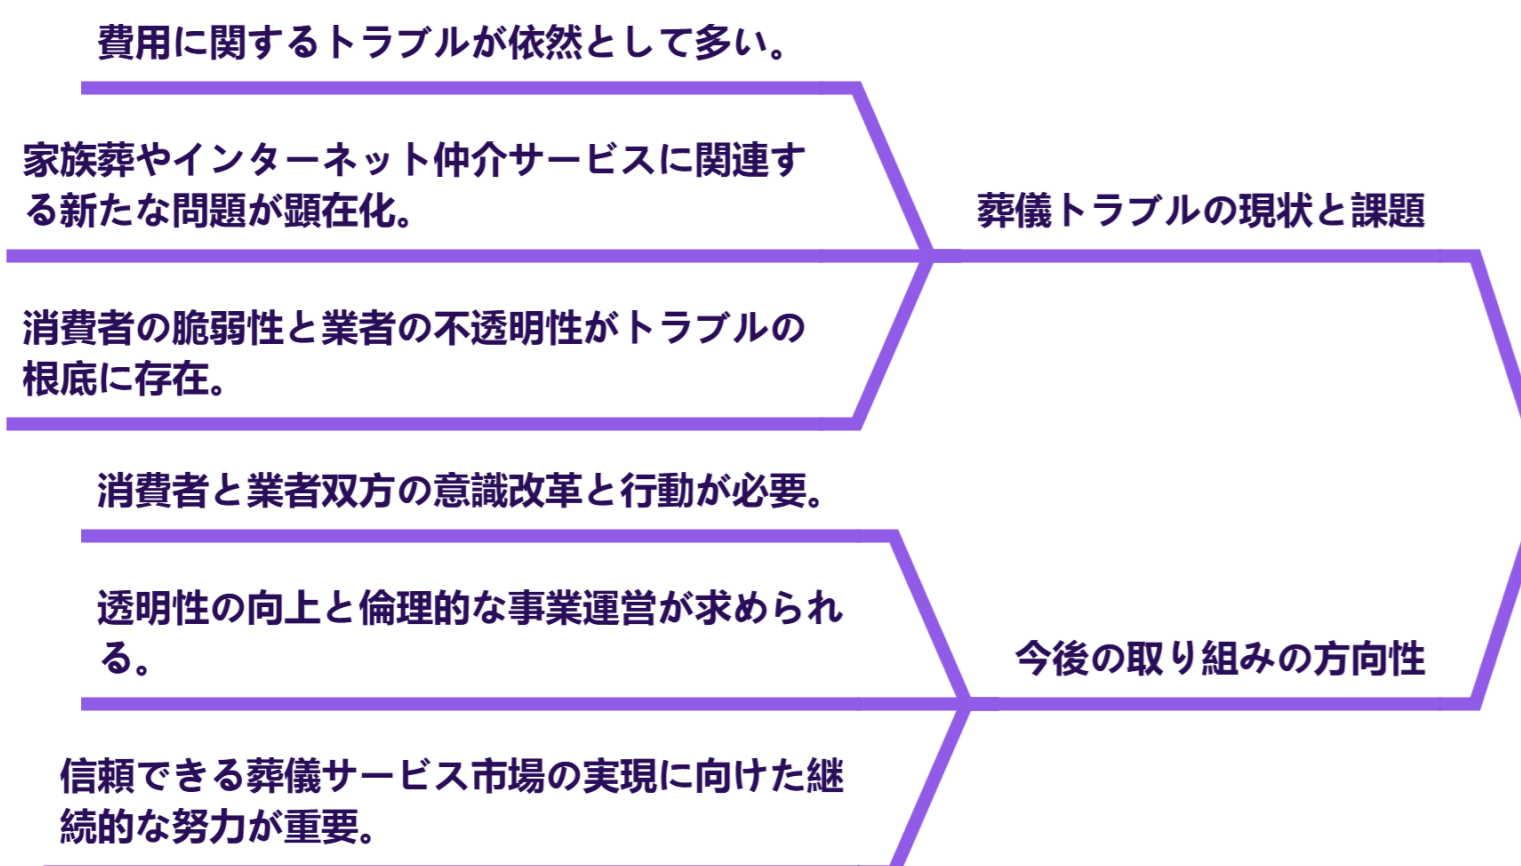 費用に関するトラブルが依然として多い。
家族葬やインターネット仲介サービスに関連す
る新たな問題が顕在化。
葬儀トラブルの現状と課題
消費者の脆弱性と業者の不透明性がトラブルの
根底に存在。
消費者と業者双方の意識改革と行動が必要。
透明性の向上と倫理的な事業運営が求められ
る。
今後の取り組みの方向性
信頼できる葬儀サービス市場の実現に向けた継
続的な努力が重要。